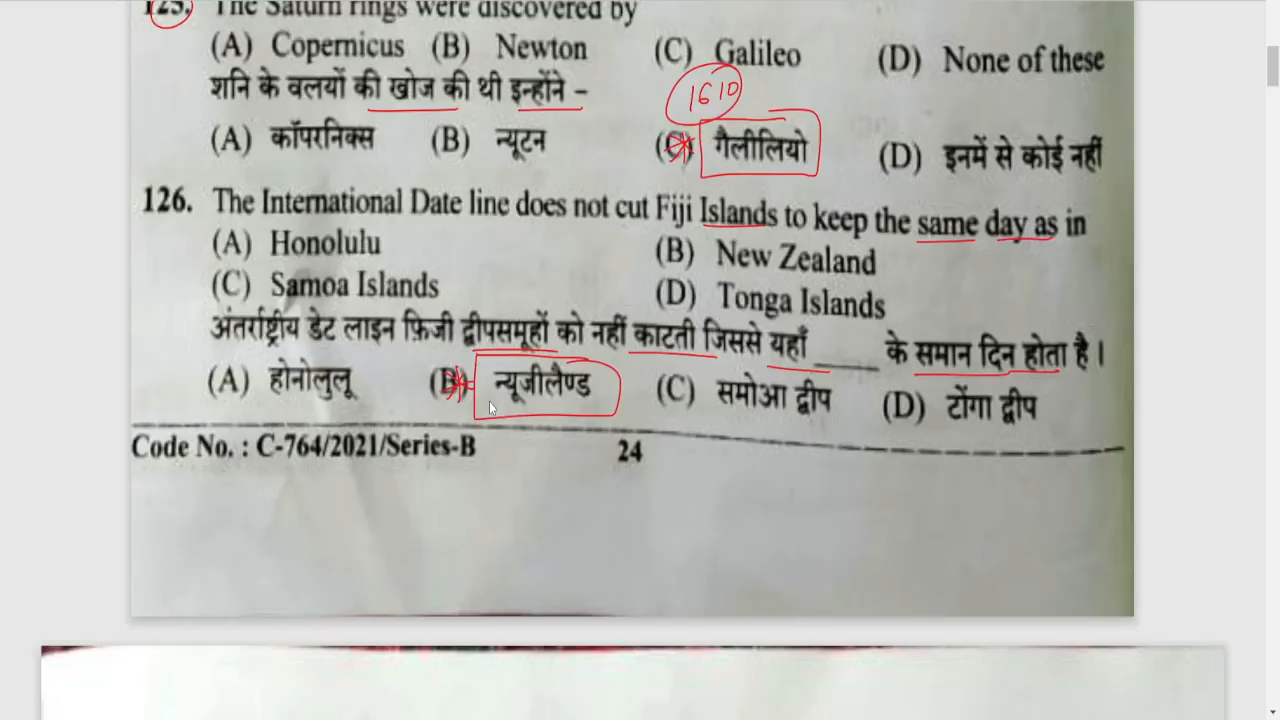 125. The Saturn rings were discovered by
(A) Copernicus (B) Newton (C) Galileo (D) None of these
शनि के वलयों की खोज की थी इन्होंने –
1610
(A) कॉपरनिक्स (B) न्यूटन (C) गैलीलियो (D) इनमें से कोई नहीं
126. The International Date line does not cut Fiji Islands to keep the same day as in
(A) Honolulu (B) New Zealand
(C) Samoa Islands (D) Tonga Islands
अंतर्राष्ट्रीय डेट लाइन फ़िजी द्वीपसमूहों को नहीं काटती जिससे यहाँ ____ के समान दिन होता है।
(A) होनोलुलू (B) न्यूजीलैण्ड (C) समोआ द्वीप (D) टोंगा द्वीप
Code No. : C-764/2021/Series-B 24